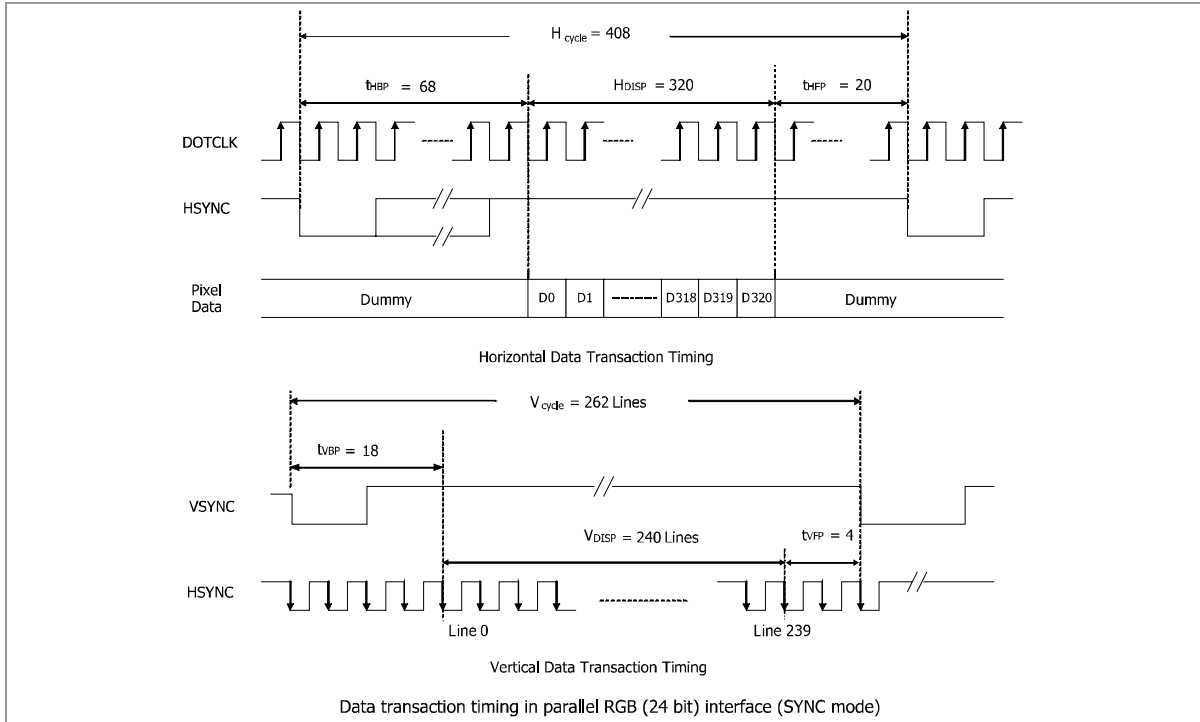 H cycle = 408
tHBP = 68
HDISP = 320
tHFP = 20
DOTCLK
HSYNC
Pixel
Data
Dummy
D0
D1
D318
D319
D320
Dummy
Horizontal Data Transaction Timing
V cycle = 262 Lines
tVBP = 18
VSYNC
VDISP = 240 Lines
tVFP = 4
HSYNC
Line 0
Line 239
Vertical Data Transaction Timing
Data transaction timing in parallel RGB (24 bit) interface (SYNC mode)